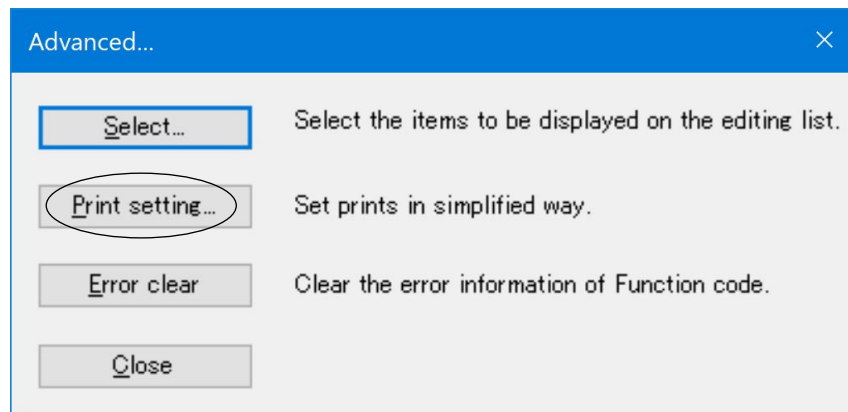 Advanced...
Select... Select the items to be displayed on the editing list.
Print setting... Set prints in simplified way.
Error clear Clear the error information of Function code.
Close